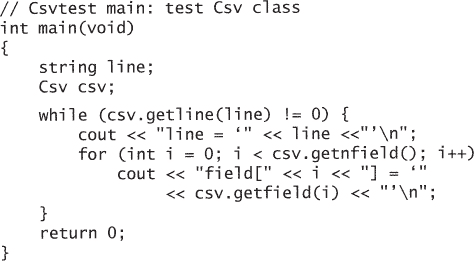 // Csvtest main: test Csv class
int main(void)
{
    string line;
    Csv csv;
    while (csv.getline(line) != 0) {
        cout << "line = ‘" << line <<"’\n";
        for (int i = 0; i < csv.getnfield(); i++)
            cout << "field[" << i << "] = ‘"
                 << csv.getfield(i) << "’\n";
    }
    return 0;
}